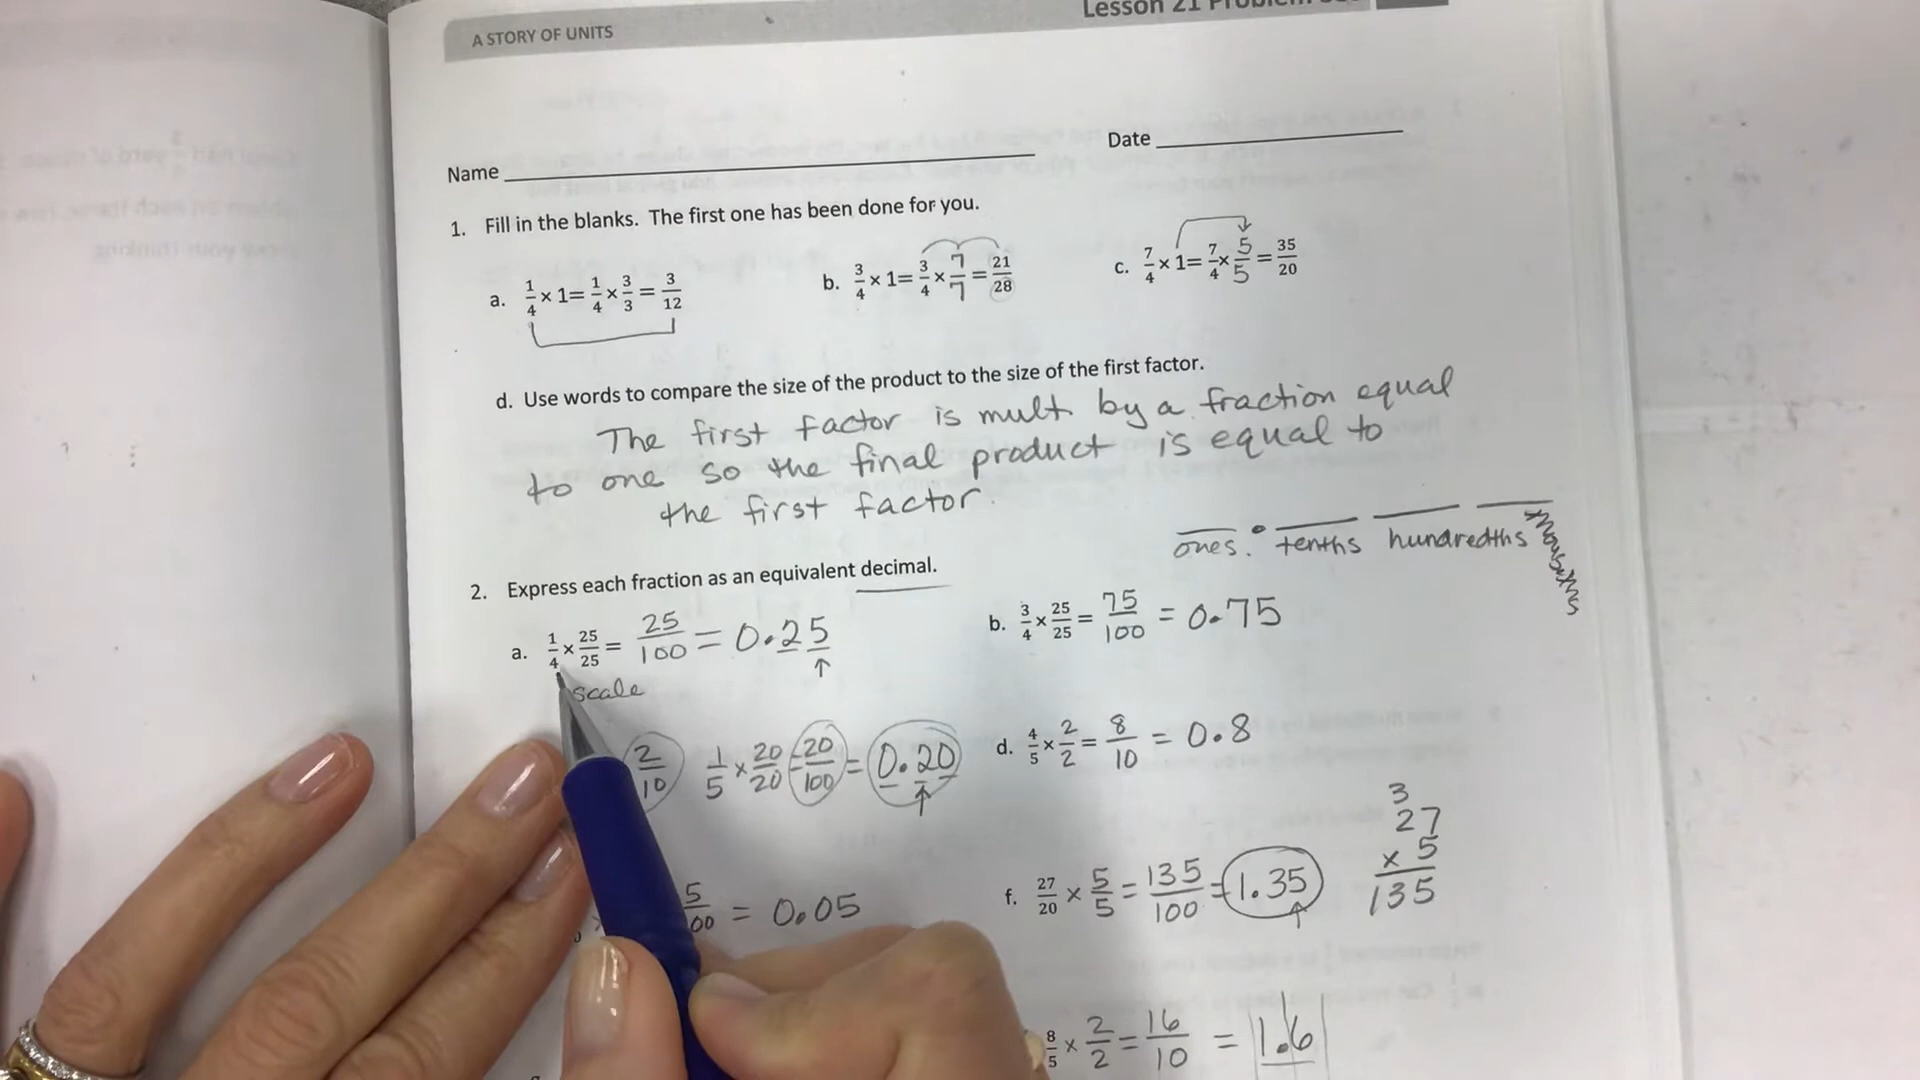 A STORY OF UNITS
Lesson 21
Name
Date
1. Fill in the blanks. The first one has been done for you.
a. 1/4 × 1 = 1/4 × 3/3 = 3/12
b. 3/4 × 1 = 3/4 × 7/7 = 21/28
c. 7/4 × 1 = 7/4 × 5/5 = 35/20
d. Use words to compare the size of the product to the size of the first factor.
The first factor is mult. by a fraction equal
to one so the final product is equal to
the first factor.
ones . tenths hundredths
2. Express each fraction as an equivalent decimal.
a. 1/4 × 25/25 = 25/100 = 0.25
scale
b. 3/4 × 25/25 = 75/100 = 0.75
2/10 1/5 × 20/20 = 20/100 = 0.20
d. 4/5 × 2/2 = 8/10 = 0.8
5/ = 0.05
f. 27/20 × 5/5 = 135/100 = 1.35
3
27
× 5
135
8/5 × 2/2 = 16/10 = 1.6